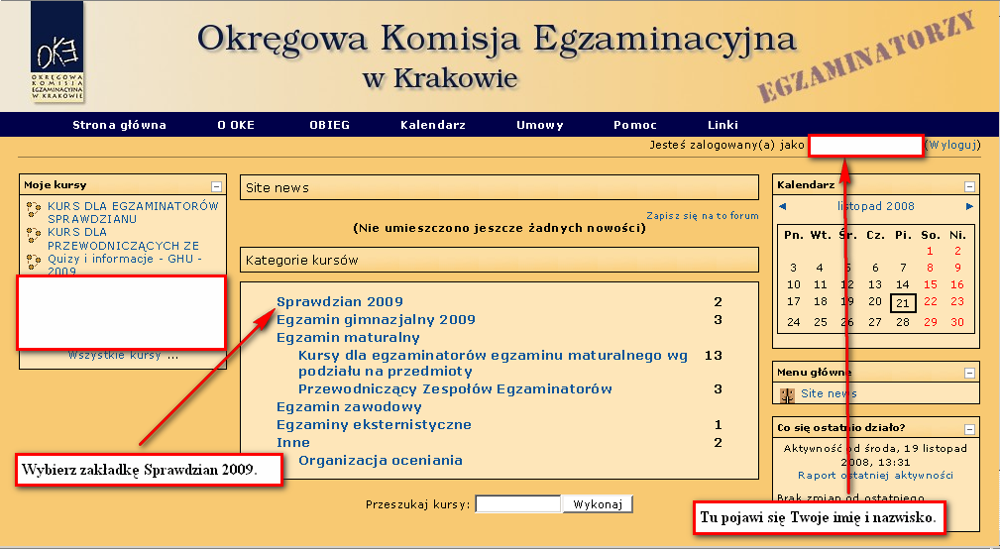 OKE
OKRĘGOWA
KOMISJA
EGZAMINACYJNA
W KRAKOWIE
Okręgowa Komisja Egzaminacyjna
w Krakowie
EGZAMINATORZY
Strona główna O OKE OBIEG Kalendarz Umowy Pomoc Linki
Jesteś zalogowany(a) jako (Wyloguj)
Moje kursy
KURS DLA EGZAMINATORÓW
SPRAWDZIANU
KURS DLA
PRZEWODNICZĄCYCH ZE
Quizy i informacje - GHU -
2009
Wszystkie kursy ...
Site news
Zapisz się na to forum
(Nie umieszczono jeszcze żadnych nowości)
Kategorie kursów
Sprawdzian 2009 2
Egzamin gimnazjalny 2009 3
Egzamin maturalny
Kursy dla egzaminatorów egzaminu maturalnego wg 13
podziału na przedmioty
Przewodniczący Zespołów Egzaminatorów 3
Egzamin zawodowy
Egzaminy eksternistyczne 1
Inne 2
Organizacja oceniania
Przeszukaj kursy: Wykonaj
Kalendarz
◄ listopad 2008 ►
Pn. Wt. Śr. Cz. Pi. So. Ni.
1 2
3 4 5 6 7 8 9
10 11 12 13 14 15 16
17 18 19 20 21 22 23
24 25 26 27 28 29 30
Menu główne
Site news
Co się ostatnio działo?
Aktywność od środa, 19 listopad
2008, 13:31
Raport ostatniej aktywności
Brak zmian od ostatniego
Wybierz zakładkę Sprawdzian 2009.
Tu pojawi się Twoje imię i nazwisko.